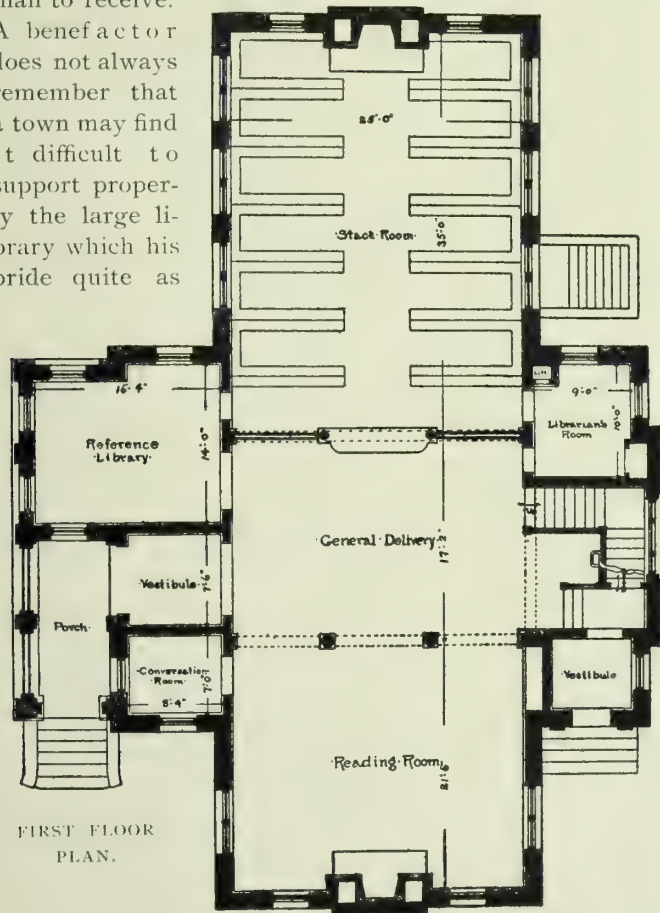 nan to receive.
A benefactor
does not always
remember that
a town may find
t difficult to
support proper-
y the large li-
brary which his
pride quite as
25'-0"
Stack Room
35'-0"
16'-4"
Reference
Library
14'-0"
Lift
9'-0"
Librarian's
Room
10'-0"
General Delivery
17'-2"
Vestibule
7'-6"
Porch
Conversation
Room
8'-4"
7'-0"
Vestibule
Reading Room
21'-6"
FIRST FLOOR
PLAN.